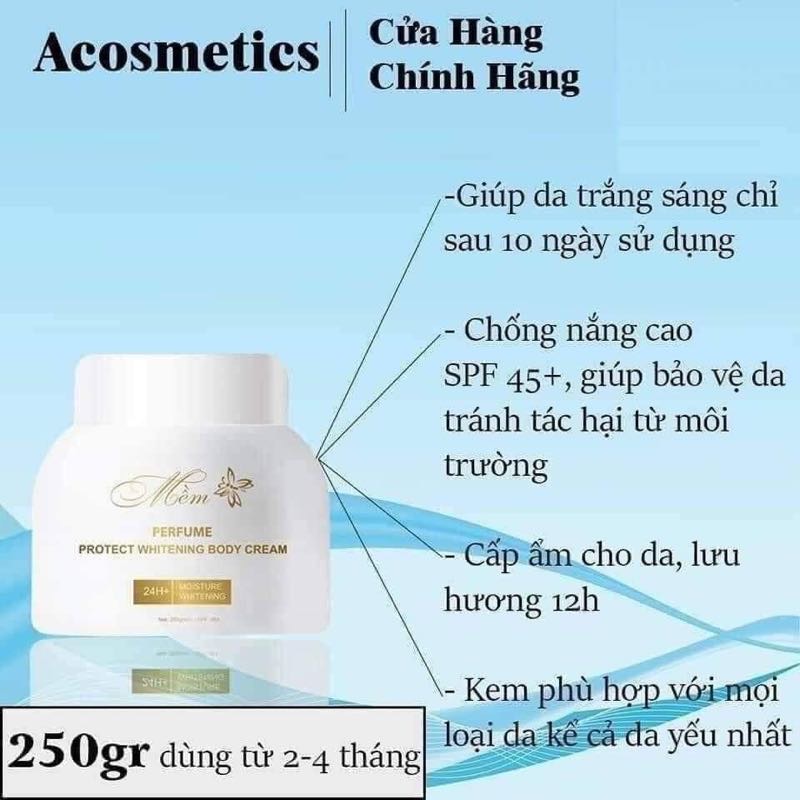 Acosmetics
Cửa Hàng
Chính Hãng
-Giúp da trắng sáng chỉ
sau 10 ngày sử dụng
- Chống nắng cao
SPF 45+, giúp bảo vệ da
tránh tác hại từ môi
trường
- Cấp ẩm cho da, lưu
hương 12h
- Kem phù hợp với mọi
loại da kể cả da yếu nhất
Mềm
PERFUME
PROTECT WHITENING BODY CREAM
24H+
MOISTURE
WHITENING
250gr dùng từ 2-4 tháng